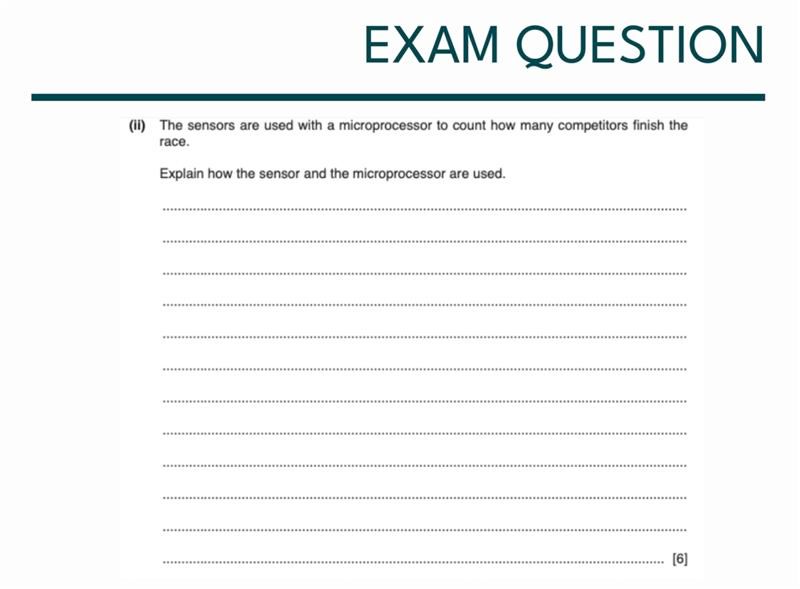 EXAM QUESTION
(ii) The sensors are used with a microprocessor to count how many competitors finish the
race.
Explain how the sensor and the microprocessor are used.
[6]